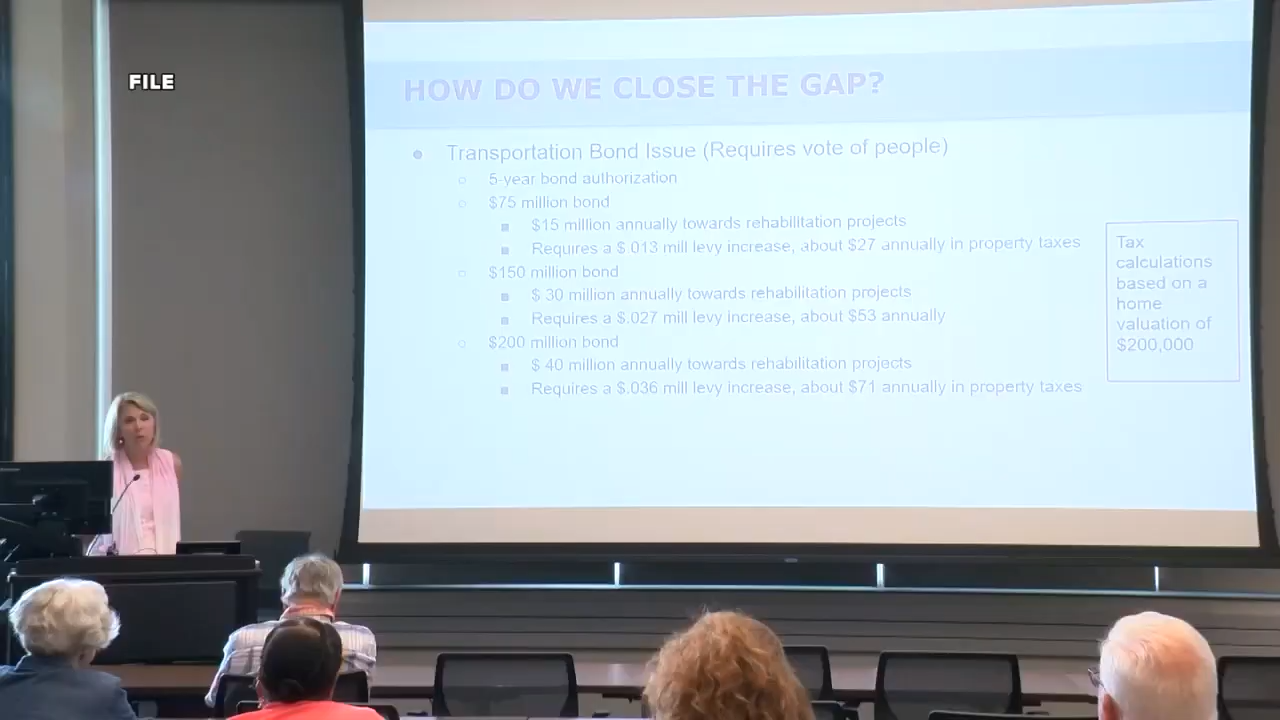 FILE
HOW DO WE CLOSE THE GAP?
● Transportation Bond Issue (Requires vote of people)
○ 5-year bond authorization
○ $75 million bond
■ $15 million annually towards rehabilitation projects
■ Requires a $ 013 mill levy increase, about $27 annually in property taxes
○ $150 million bond
■ $ 30 million annually towards rehabilitation projects
■ Requires a $.027 mill levy increase, about $53 annually
○ $200 million bond
■ $ 40 million annually towards rehabilitation projects
■ Requires a $.036 mill levy increase, about $71 annually in property taxes
Tax
calculations
based on a
home
valuation of
$200,000